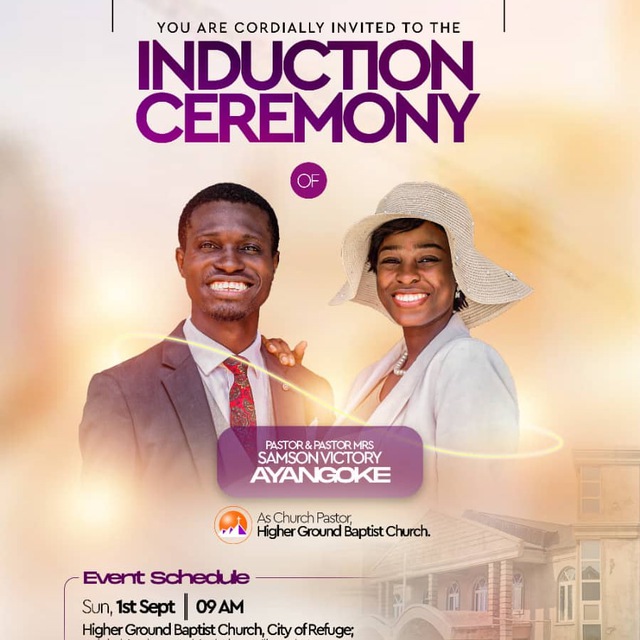 YOU ARE CORDIALLY INVITED TO THE
INDUCTION
CEREMONY
OF
PASTOR & PASTOR MRS
SAMSON VICTORY
AYANGOKE
As Church Pastor,
Higher Ground Baptist Church.
Event Schedule
Sun, 1st Sept | 09 AM
Higher Ground Baptist Church, City of Refuge;